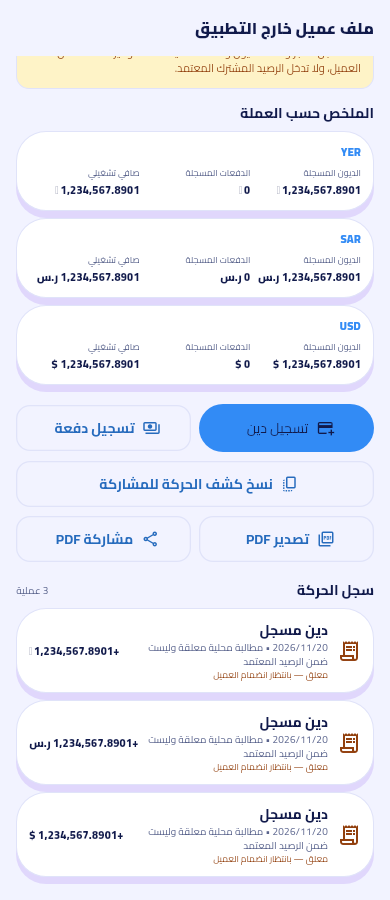 ملف عميل خارج التطبيق
العميل، ولا تدخل الرصيد المشترك المعتمد.
الملخص حسب العملة
YER
الديون المسجلة الدفعات المسجلة صافي تشغيلي
1,234,567.8901 0 1,234,567.8901
SAR
الديون المسجلة الدفعات المسجلة صافي تشغيلي
1,234,567.8901 ر.س 0 ر.س 1,234,567.8901 ر.س
USD
الديون المسجلة الدفعات المسجلة صافي تشغيلي
1,234,567.8901 $ 0 $ 1,234,567.8901 $
تسجيل دين تسجيل دفعة
نسخ كشف الحركة للمشاركة
تصدير PDF مشاركة PDF
سجل الحركة 3 عملية
دين مسجل
2026/11/20 • مطالبة محلية معلقة وليست
ضمن الرصيد المعتمد
معلق — بانتظار انضمام العميل
+1,234,567.8901
دين مسجل
2026/11/20 • مطالبة محلية معلقة وليست
ضمن الرصيد المعتمد
معلق — بانتظار انضمام العميل
+1,234,567.8901 ر.س
دين مسجل
2026/11/20 • مطالبة محلية معلقة وليست
ضمن الرصيد المعتمد
معلق — بانتظار انضمام العميل
+1,234,567.8901 $